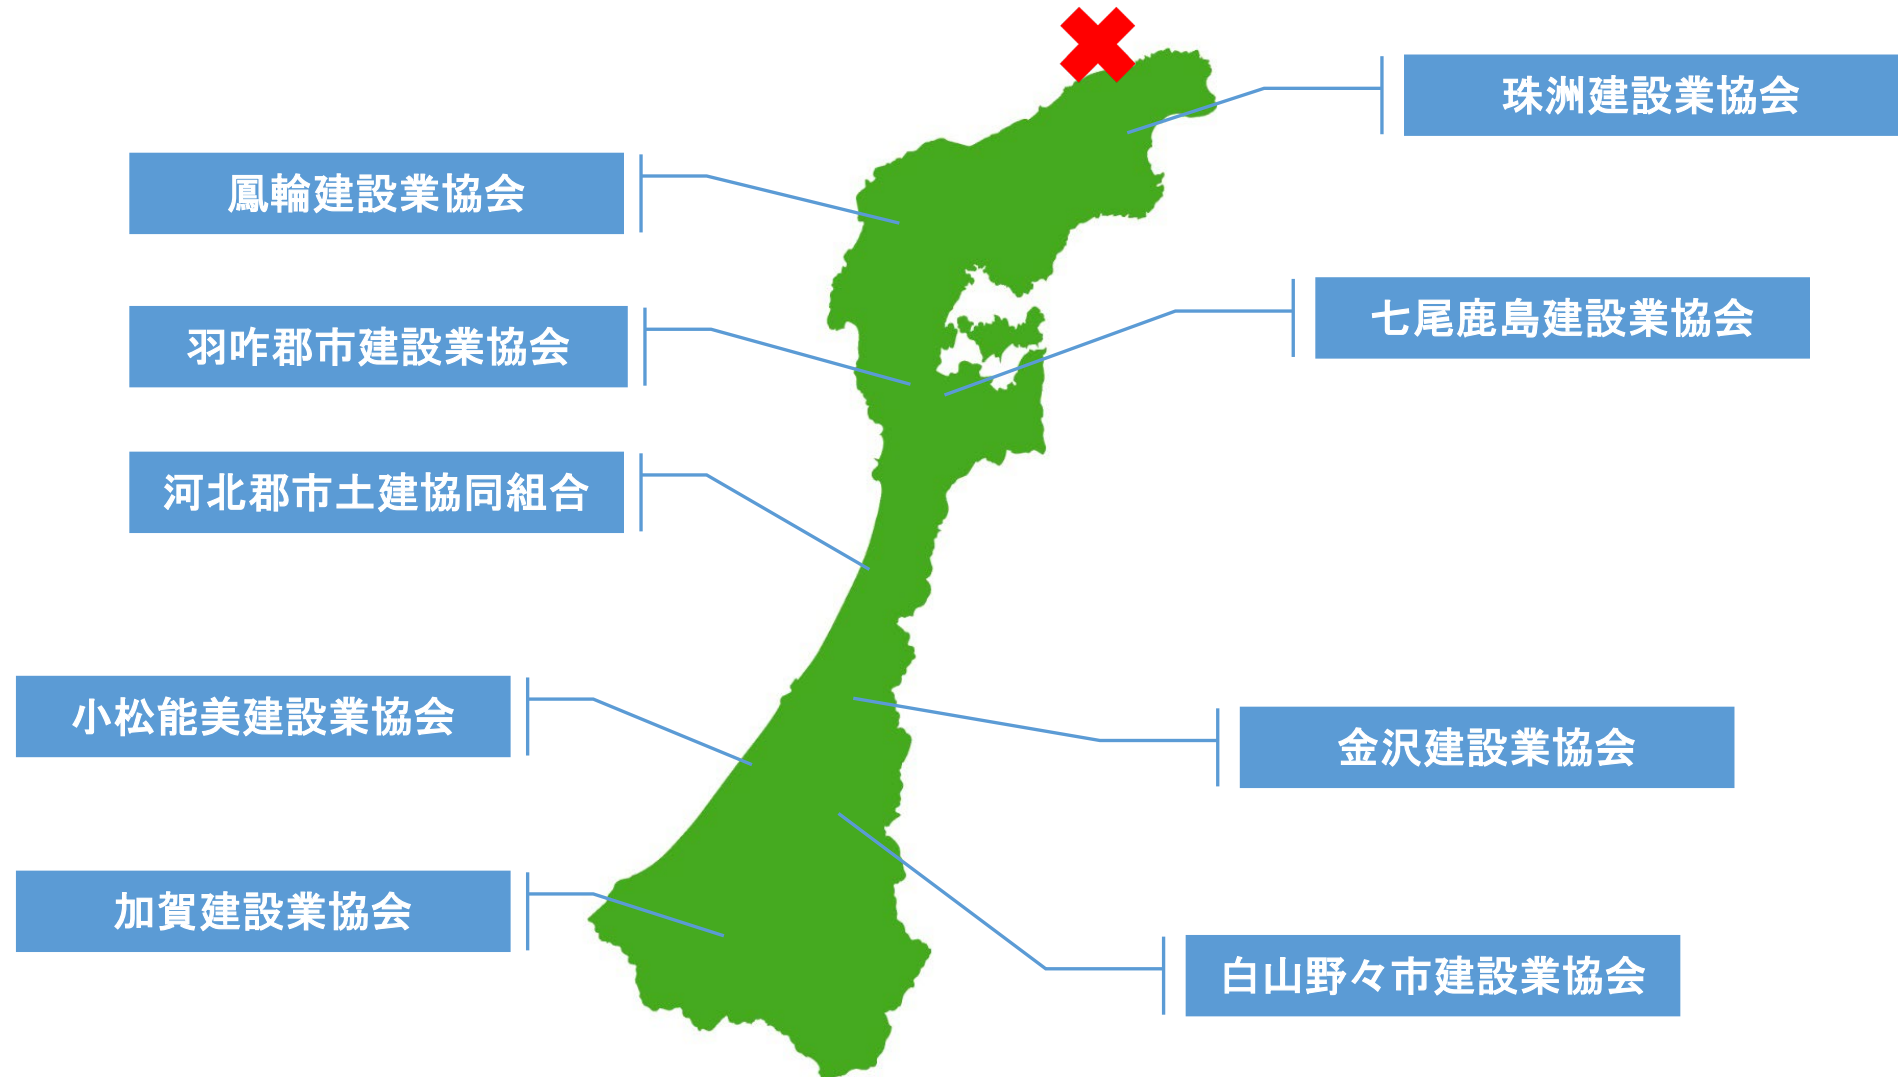 珠洲建設業協会
鳳輪建設業協会
七尾鹿島建設業協会
羽咋郡市建設業協会
河北郡市土建協同組合
小松能美建設業協会
金沢建設業協会
加賀建設業協会
白山野々市建設業協会